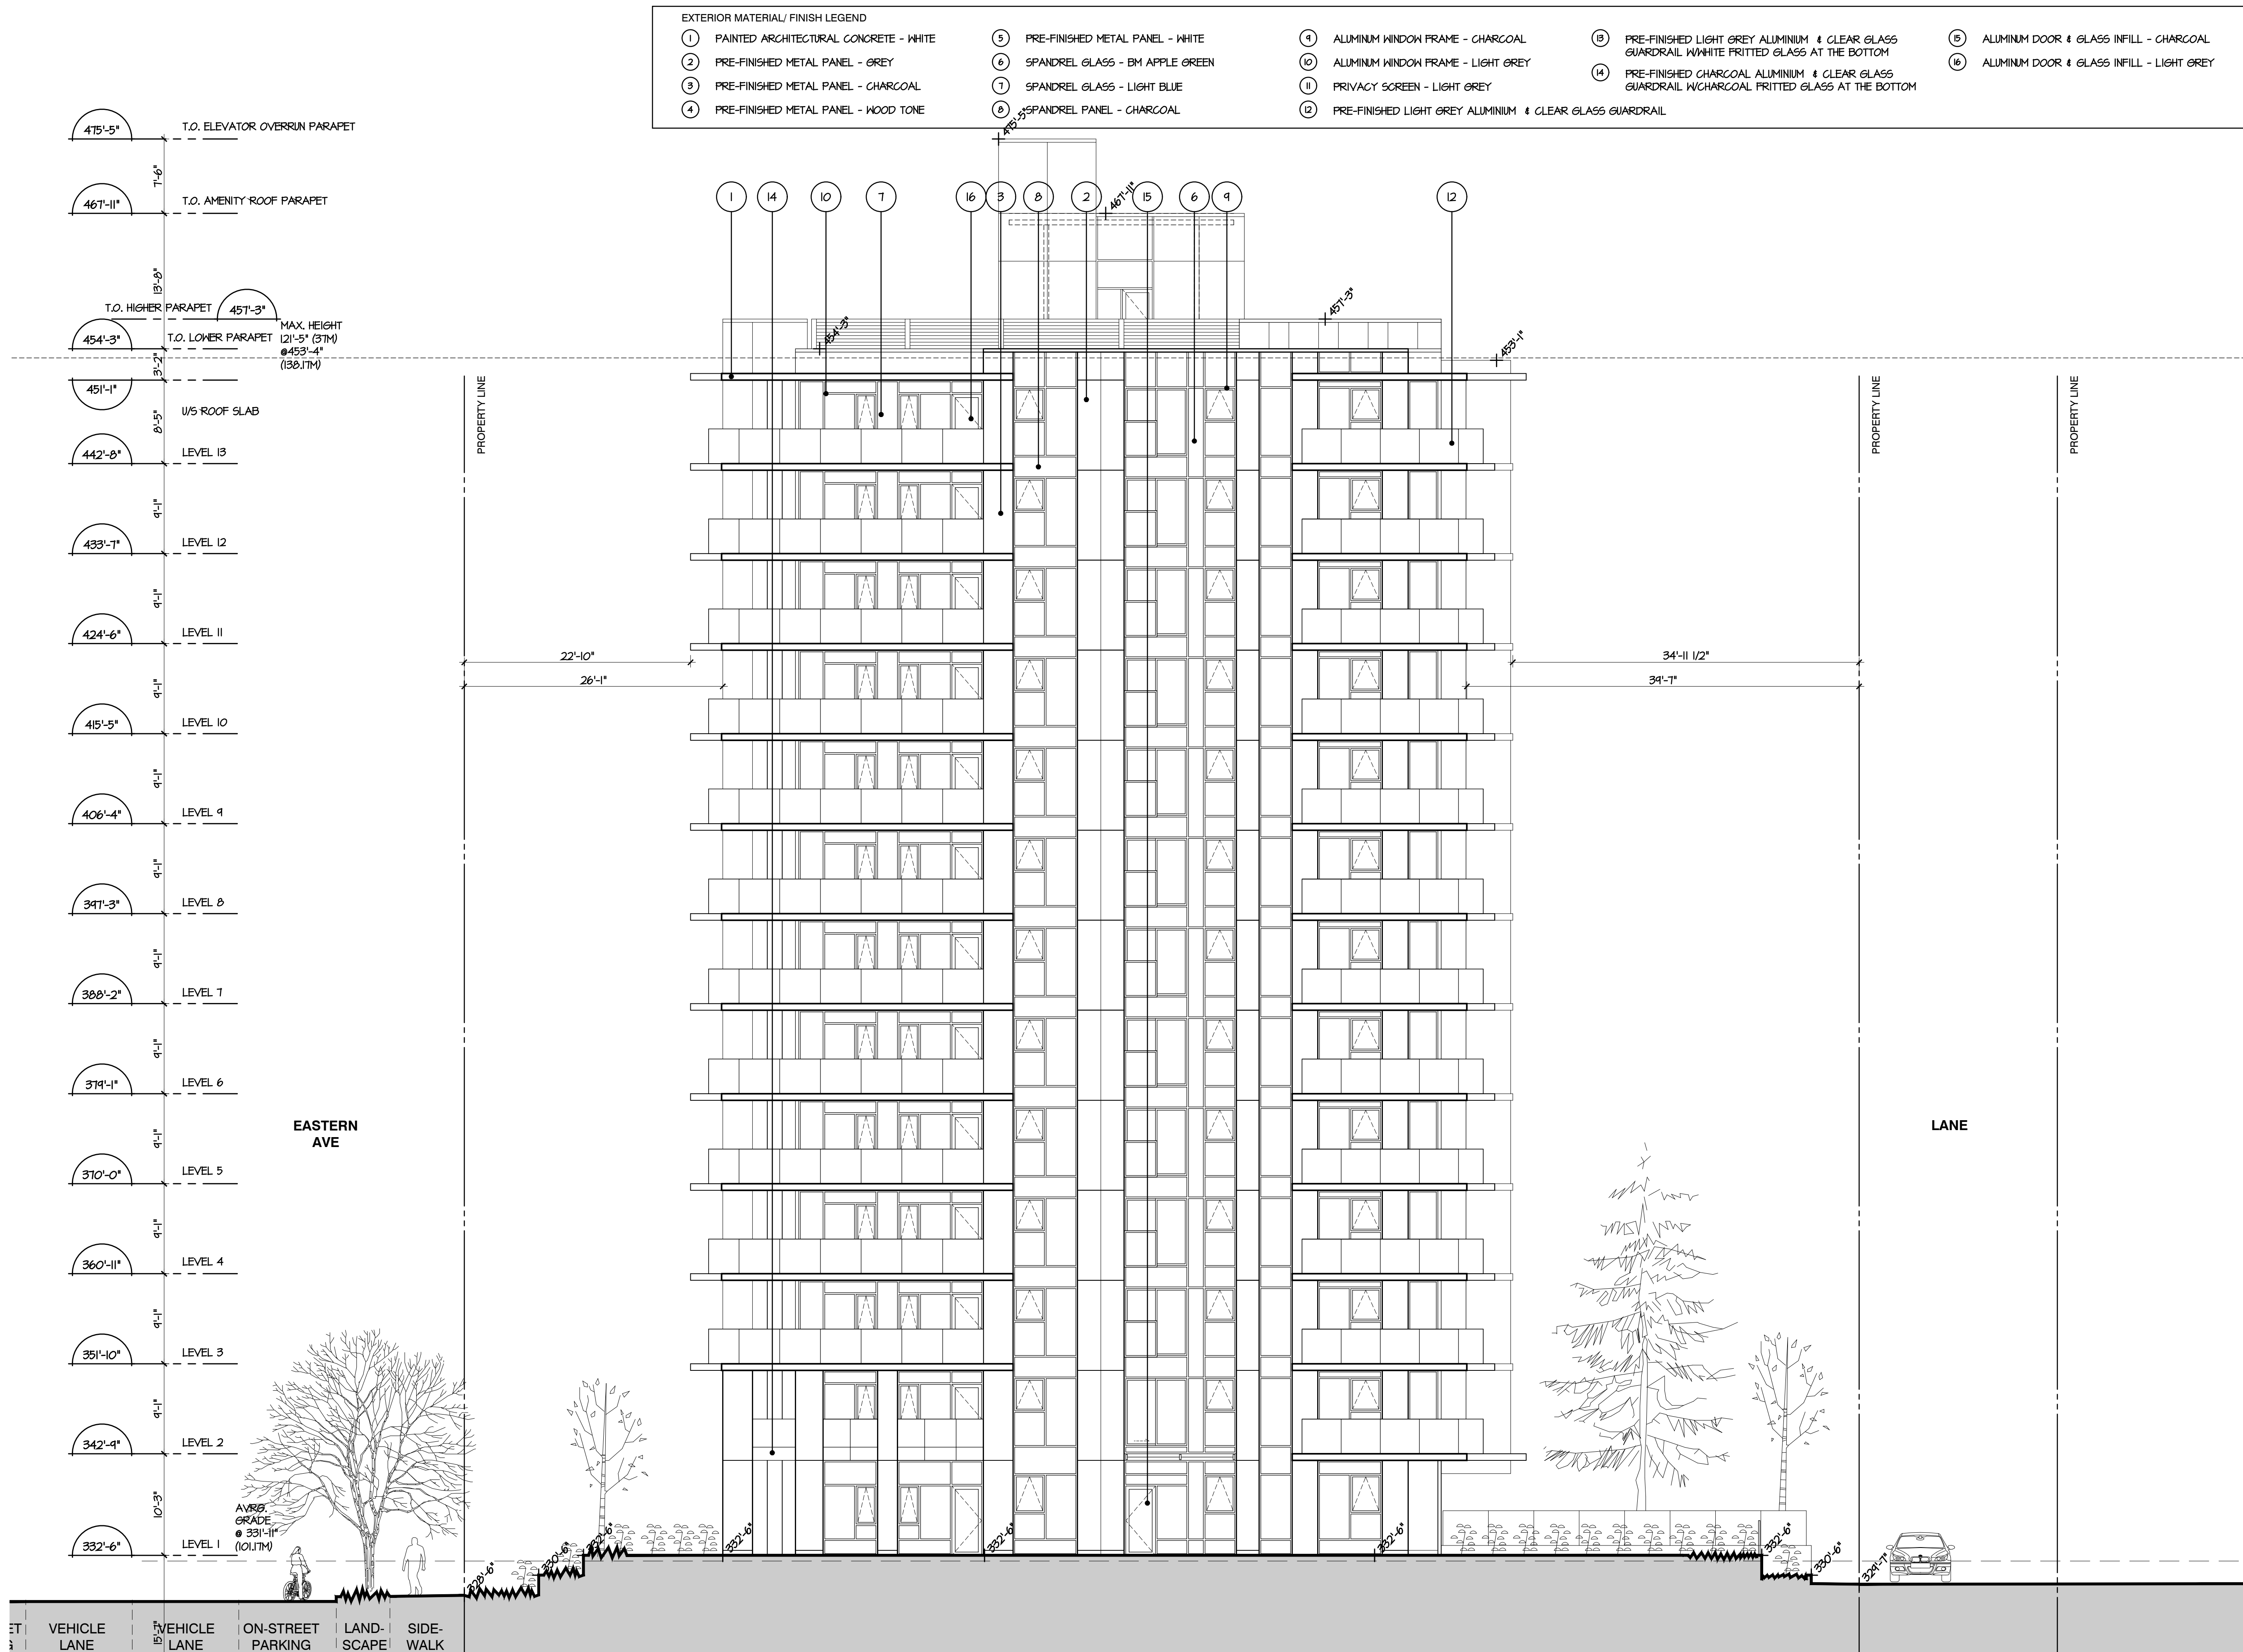 EXTERIOR MATERIAL/ FINISH LEGEND
1 PAINTED ARCHITECTURAL CONCRETE - WHITE
2 PRE-FINISHED METAL PANEL - GREY
3 PRE-FINISHED METAL PANEL - CHARCOAL
4 PRE-FINISHED METAL PANEL - WOOD TONE
5 PRE-FINISHED METAL PANEL - WHITE
6 SPANDREL GLASS - BM APPLE GREEN
7 SPANDREL GLASS - LIGHT BLUE
8 SPANDREL PANEL - CHARCOAL
9 ALUMINUM WINDOW FRAME - CHARCOAL
10 ALUMINUM WINDOW FRAME - LIGHT GREY
11 PRIVACY SCREEN - LIGHT GREY
12 PRE-FINISHED LIGHT GREY ALUMINIUM & CLEAR GLASS GUARDRAIL
13 PRE-FINISHED LIGHT GREY ALUMINIUM & CLEAR GLASS
GUARDRAIL W/WHITE FRITTED GLASS AT THE BOTTOM
14 PRE-FINISHED CHARCOAL ALUMINIUM & CLEAR GLASS
GUARDRAIL W/CHARCOAL FRITTED GLASS AT THE BOTTOM
15 ALUMINUM DOOR & GLASS INFILL - CHARCOAL
16 ALUMINUM DOOR & GLASS INFILL - LIGHT GREY
475'-5" T.O. ELEVATOR OVERRUN PARAPET
7'-6"
467'-11" T.O. AMENITY ROOF PARAPET
13'-8"
T.O. HIGHER PARAPET 457'-3"
454'-3" T.O. LOWER PARAPET
MAX. HEIGHT
121'-5" (37M)
@453'-4"
(138.17M)
3'-2"
451'-1" U/S ROOF SLAB
8'-5"
442'-8" LEVEL 13
9'-1"
433'-7" LEVEL 12
9'-1"
424'-6" LEVEL 11
9'-1"
415'-5" LEVEL 10
9'-1"
406'-4" LEVEL 9
9'-1"
397'-3" LEVEL 8
9'-1"
388'-2" LEVEL 7
9'-1"
379'-1" LEVEL 6
9'-1"
370'-0" LEVEL 5
9'-1"
360'-11" LEVEL 4
9'-1"
351'-10" LEVEL 3
9'-1"
342'-9" LEVEL 2
10'-3"
AVRG.
GRADE
@ 331'-11"
(101.17M)
332'-6" LEVEL 1
15'-7"
1 14 10 7 16 3 8 2 15 6 9 12
475'-5"
467'-11"
457'-3"
454'-3"
453'-1"
PROPERTY LINE
PROPERTY LINE
PROPERTY LINE
22'-10"
26'-1"
34'-11 1/2"
39'-7"
EASTERN
AVE
LANE
328'-6"
330'-6"
332'-6"
332'-6"
332'-6"
332'-6"
332'-6"
330'-6"
329'-7"
ET
VEHICLE
LANE
VEHICLE
LANE
ON-STREET
PARKING
LAND-
SCAPE
SIDE-
WALK